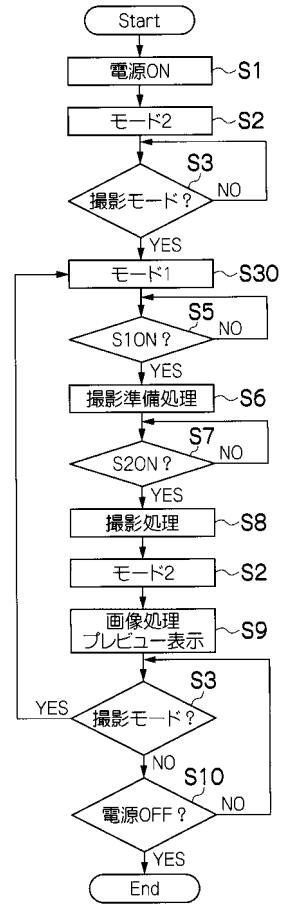 Start
電源ON
S1
モード2
S2
S3
撮影モード?
NO
YES
モード1
S30
S5
S1ON?
NO
YES
撮影準備処理
S6
S7
S2ON?
NO
YES
撮影処理
S8
モード2
S2
画像処理
プレビュー表示
S9
S3
YES
撮影モード?
NO
S10
電源OFF?
NO
YES
End